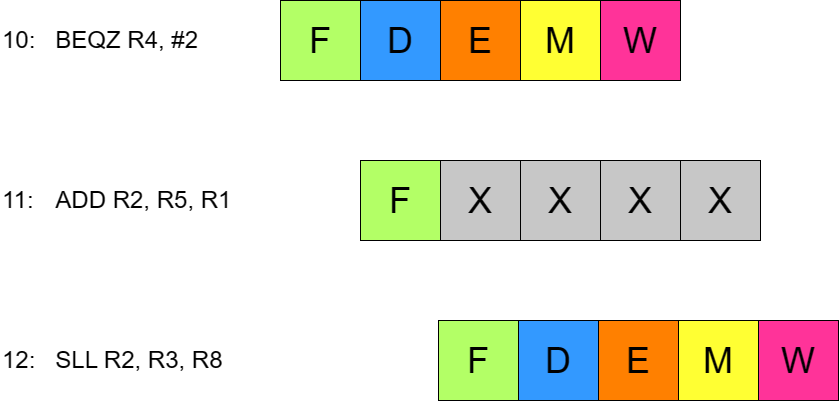 10: BEQZ R4, #2 F D E M W
11: ADD R2, R5, R1 F X X X X
12: SLL R2, R3, R8 F D E M W